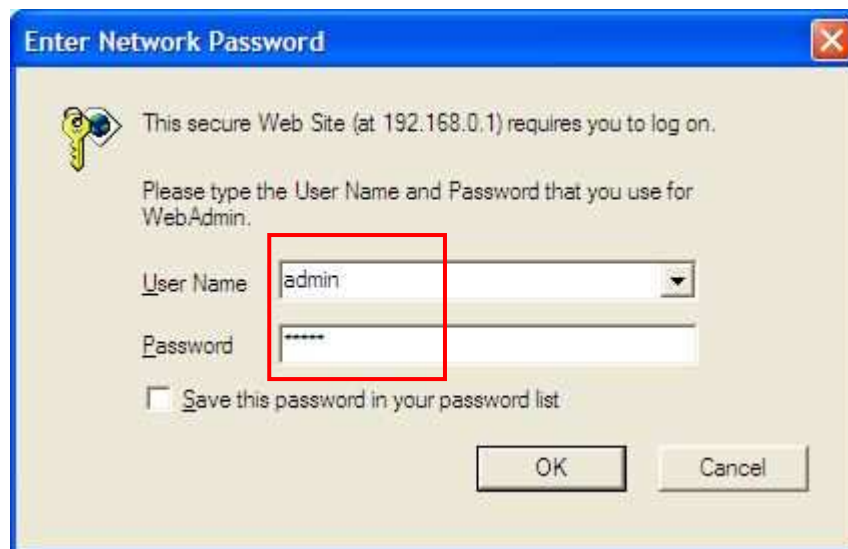 Enter Network Password
This secure Web Site (at 192.168.0.1) requires you to log on.
Please type the User Name and Password that you use for
WebAdmin.
User Name admin
Password *****
Save this password in your password list
OK Cancel